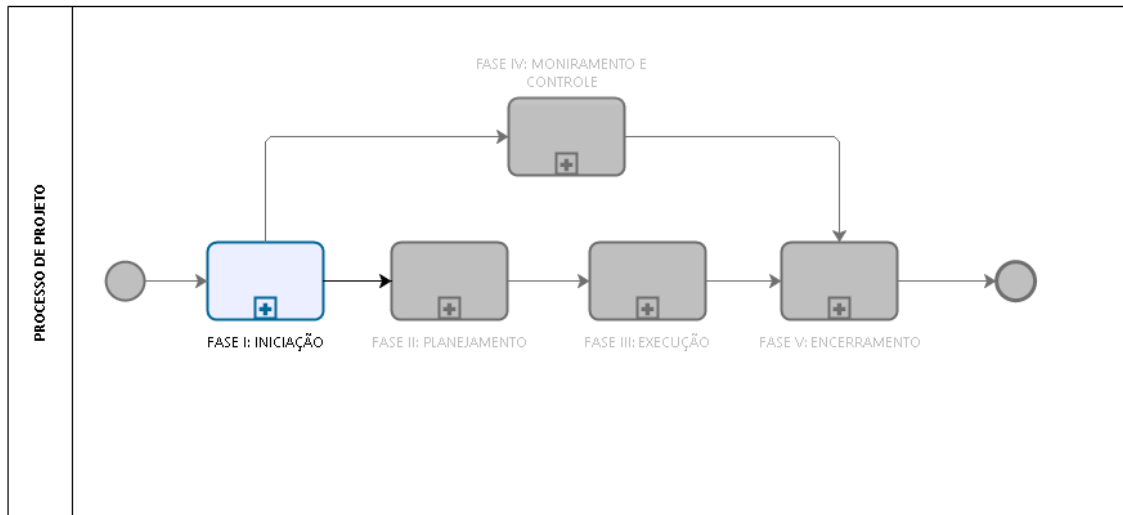 PROCESSO DE PROJETO
FASE IV: MONIRAMENTO E
CONTROLE
FASE I: INICIAÇÃO
FASE II: PLANEJAMENTO
FASE III: EXECUÇÃO
FASE V: ENCERRAMENTO